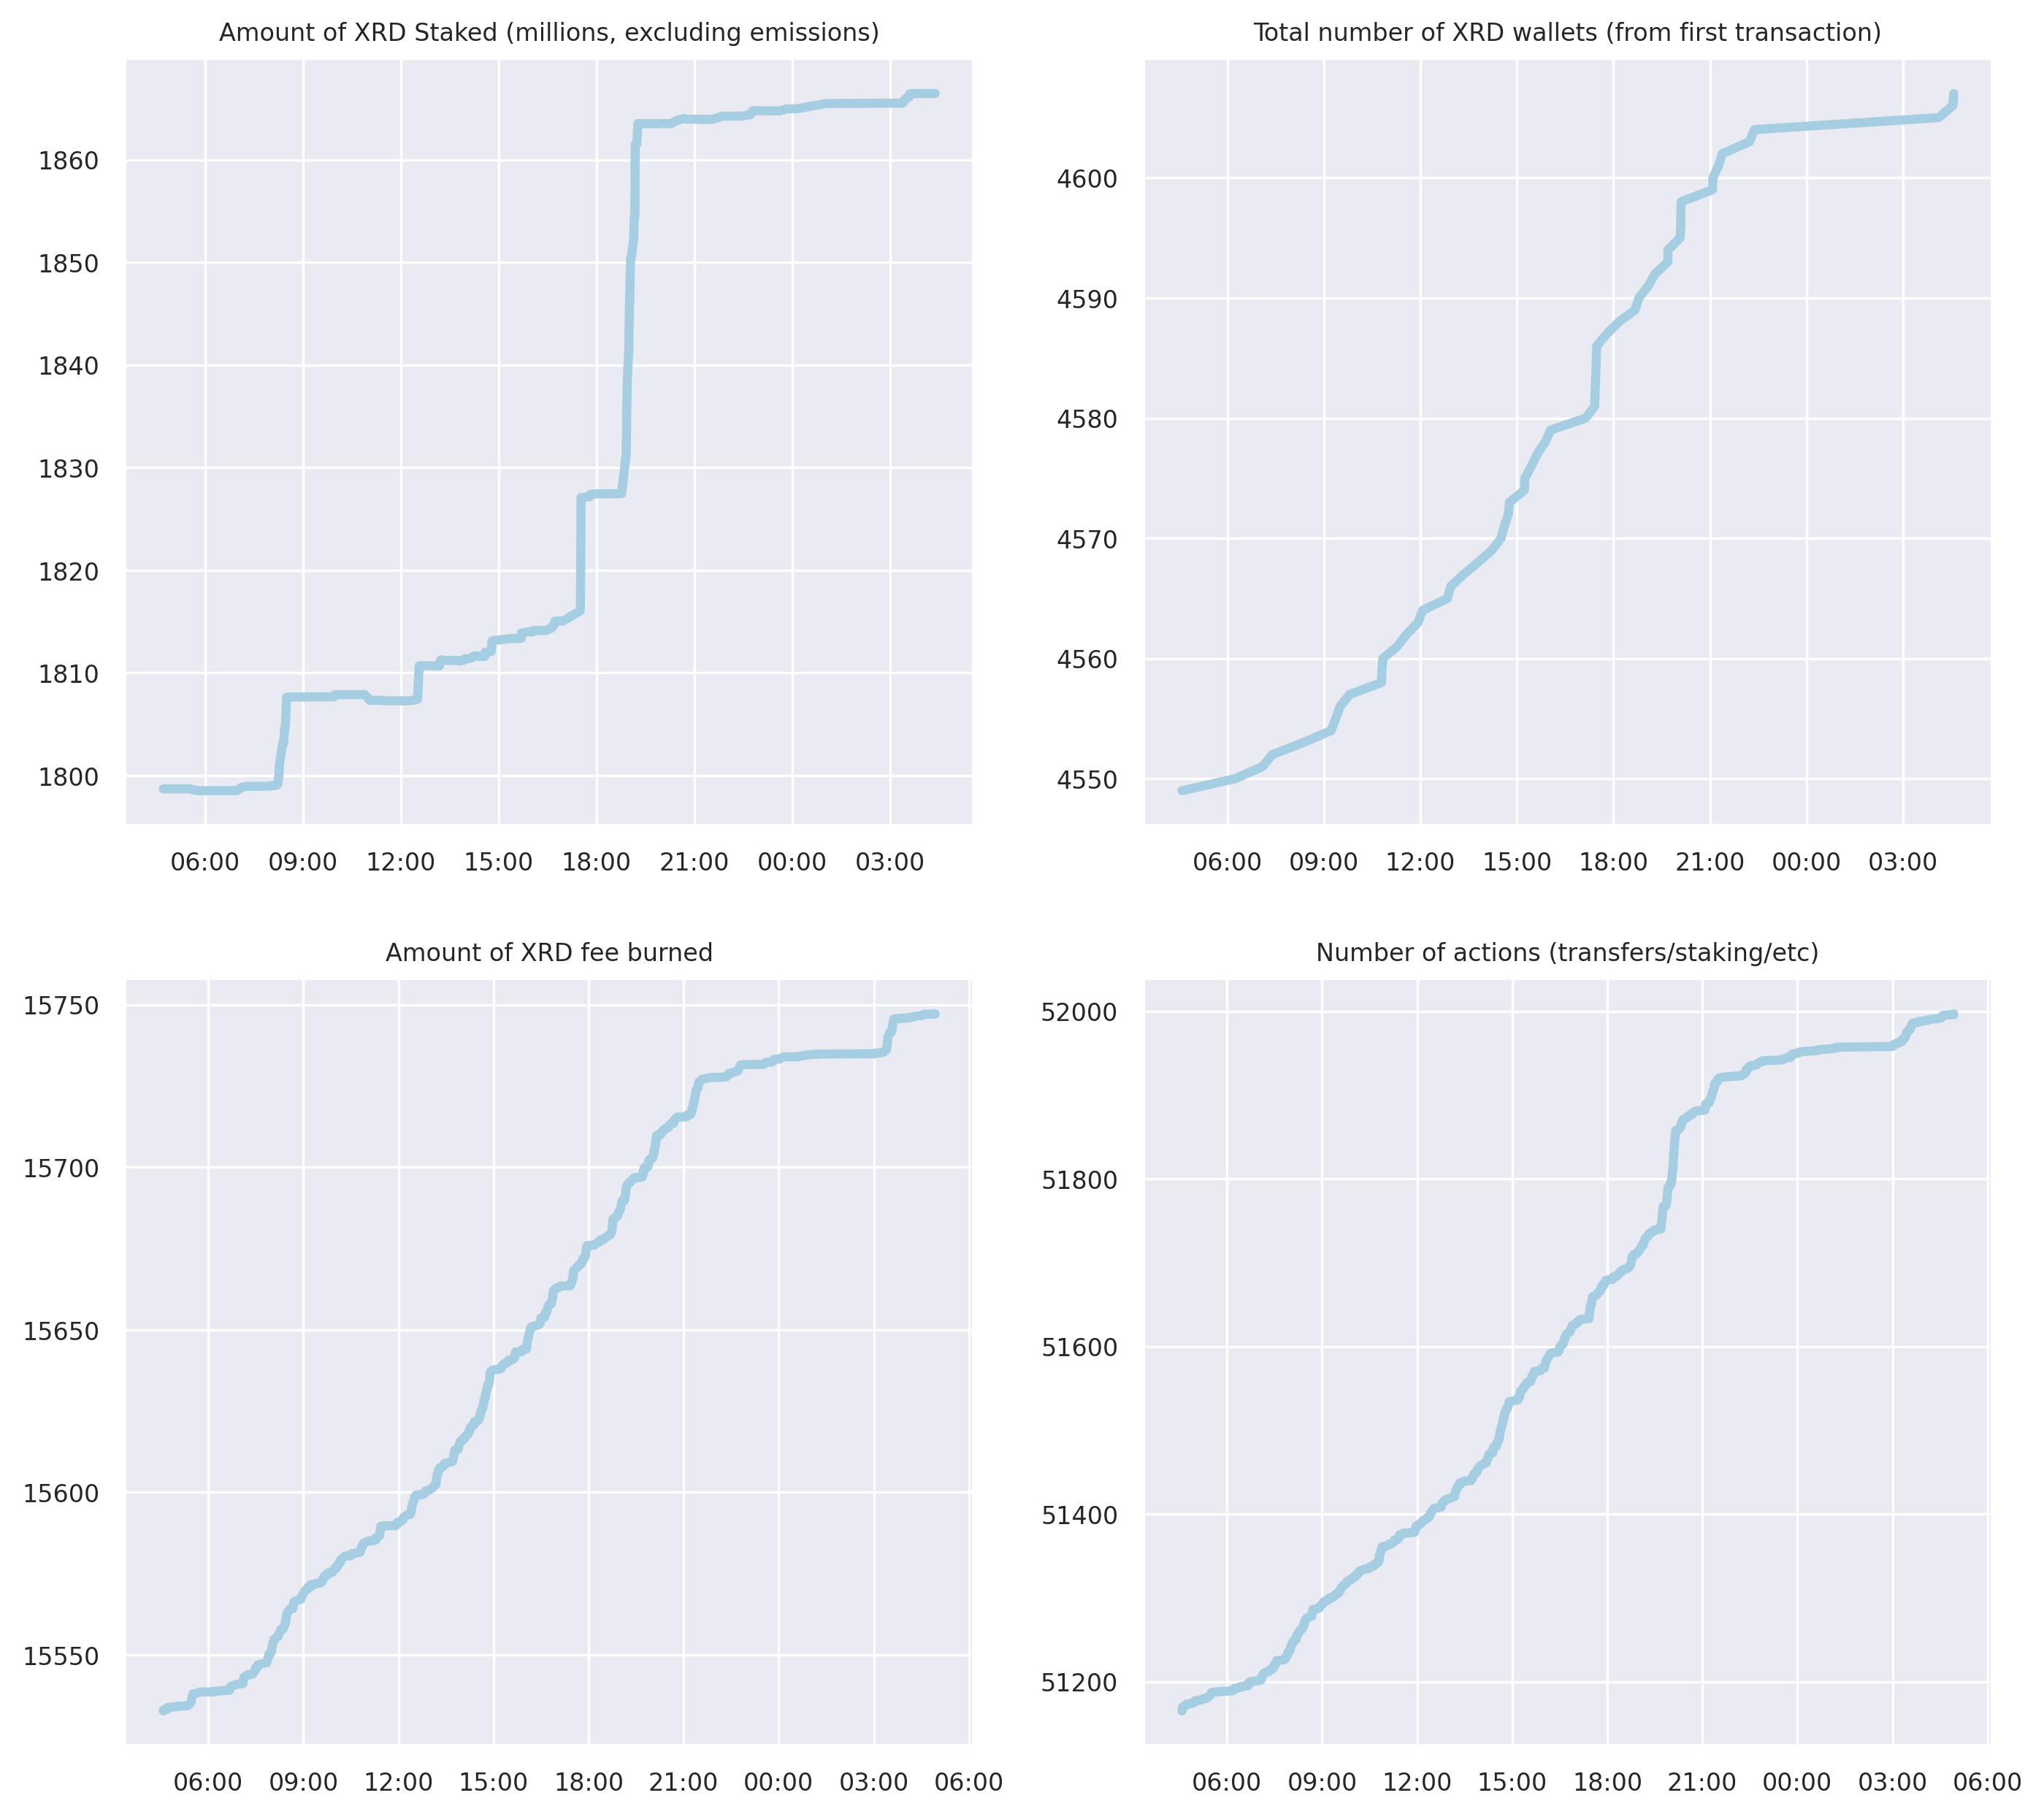 Amount of XRD Staked (millions, excluding emissions)
1860
1850
1840
1830
1820
1810
1800
06:00 09:00 12:00 15:00 18:00 21:00 00:00 03:00
Total number of XRD wallets (from first transaction)
4600
4590
4580
4570
4560
4550
06:00 09:00 12:00 15:00 18:00 21:00 00:00 03:00
Amount of XRD fee burned
15750
15700
15650
15600
15550
06:00 09:00 12:00 15:00 18:00 21:00 00:00 03:00 06:00
Number of actions (transfers/staking/etc)
52000
51800
51600
51400
51200
06:00 09:00 12:00 15:00 18:00 21:00 00:00 03:00 06:00